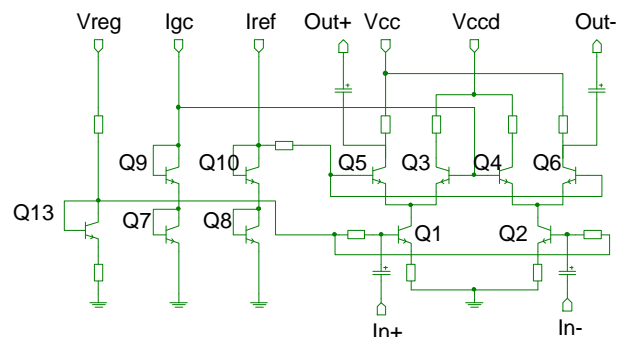 Vreg Igc Iref Out+ Vcc Vccd Out-
Q9 Q10 Q5 Q3 Q4 Q6
Q13 Q7 Q8 Q1 Q2
In+ In-